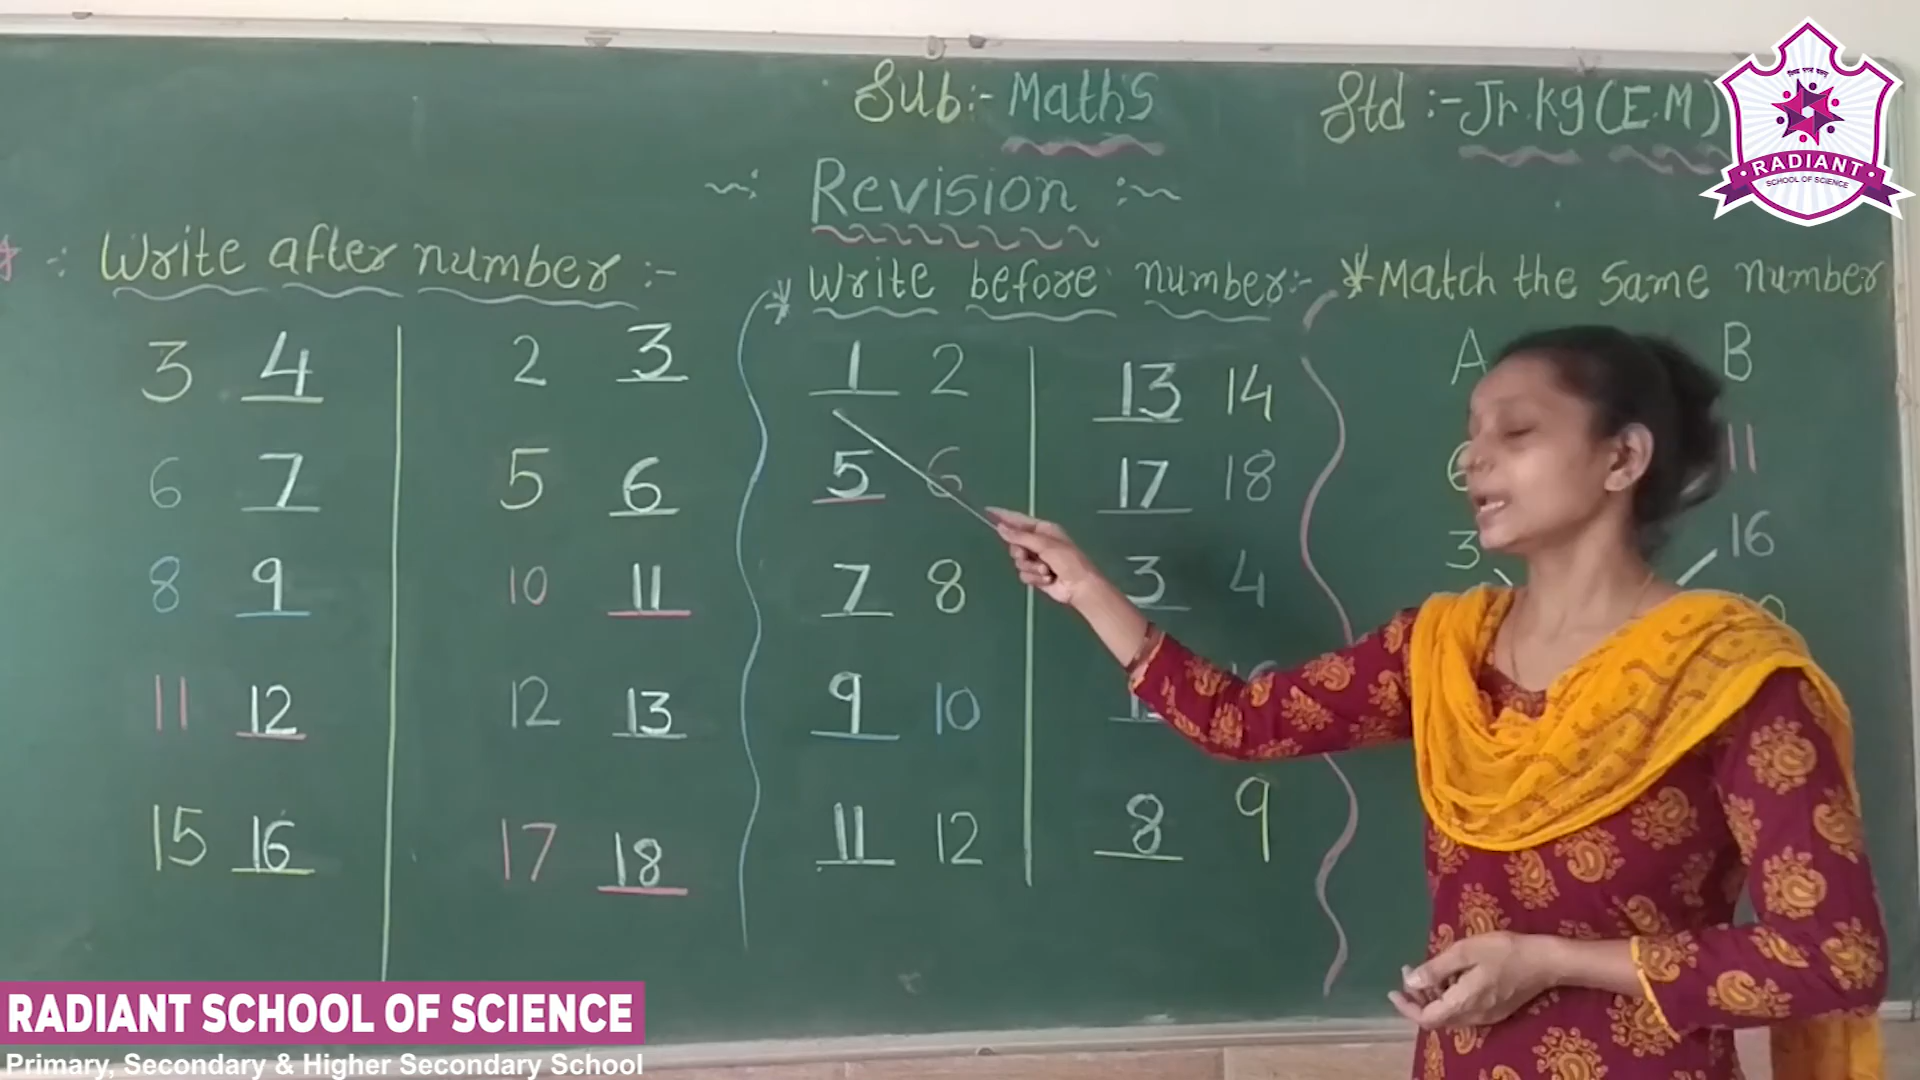 Sub:- Maths
Std :- Jr.Kg (E.M)
Revision
Write after number :-
3 4
6 7
8 9
11 12
15 16
2 3
5 6
10 11
12 13
17 18
Write before number:-
1 2
5 6
7 8
9 10
11 12
13 14
17 18
3 4
8 9
Match the same number
A B
11
3 16
RADIANT
SCHOOL OF SCIENCE
RADIANT SCHOOL OF SCIENCE
Primary, Secondary & Higher Secondary School